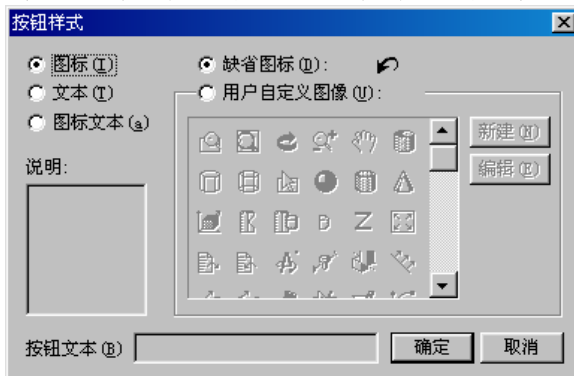 按钮样式
图标(I)
文本(T)
图标文本(a)
缺省图标(D):
用户自定义图像(U):
新建(N)
编辑(E)
说明:
按钮文本(B)
确定
取消